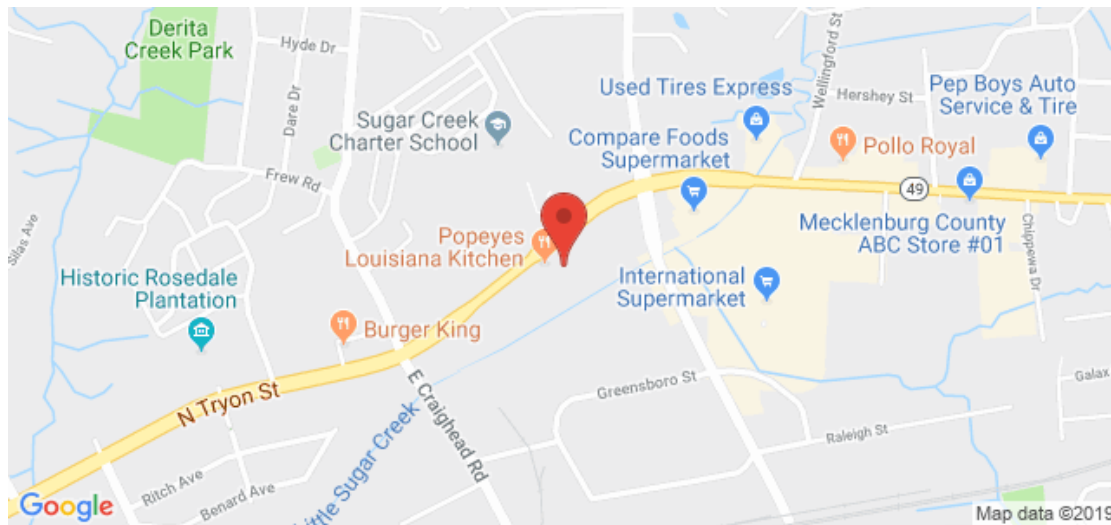 Derita
Creek Park
Hyde Dr
Dare Dr
Frew Rd
Silas Ave
Sugar Creek
Charter School
Used Tires Express
Wellingford St
Hershey St
Pep Boys Auto
Service & Tire
Compare Foods
Supermarket
Pollo Royal
49
Mecklenburg County
ABC Store #01
Chippewa Dr
Popeyes
Louisiana Kitchen
Historic Rosedale
Plantation
International
Supermarket
Burger King
N Tryon St
E Craighead Rd
Greensboro St
Galax
Raleigh St
Little Sugar Creek
Ritch Ave
Benard Ave
Google
Map data ©2019